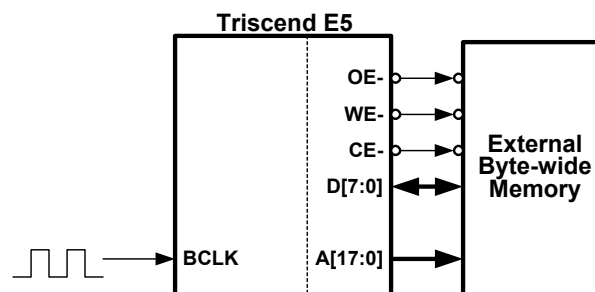 Triscend E5
OE-
WE-
CE-
D[7:0]
BCLK
A[17:0]
External
Byte-wide
Memory